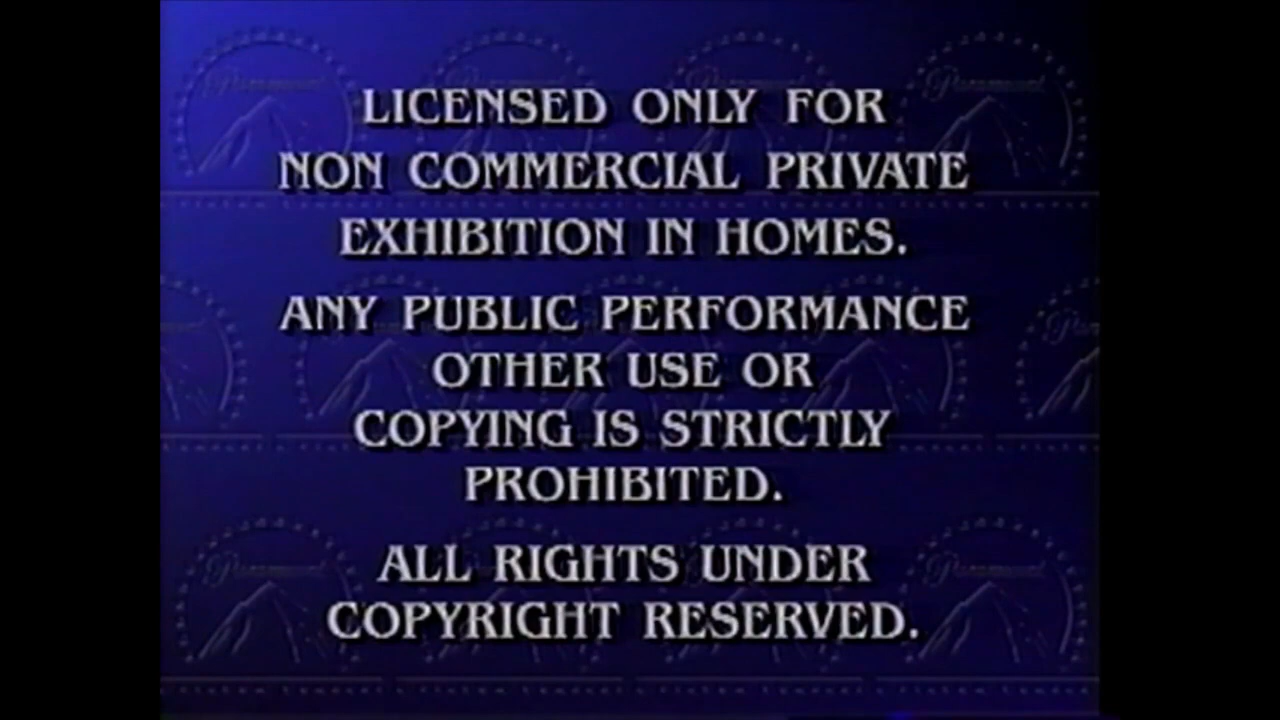 LICENSED ONLY FOR
NON COMMERCIAL PRIVATE
EXHIBITION IN HOMES.
ANY PUBLIC PERFORMANCE
OTHER USE OR
COPYING IS STRICTLY
PROHIBITED.
ALL RIGHTS UNDER
COPYRIGHT RESERVED.